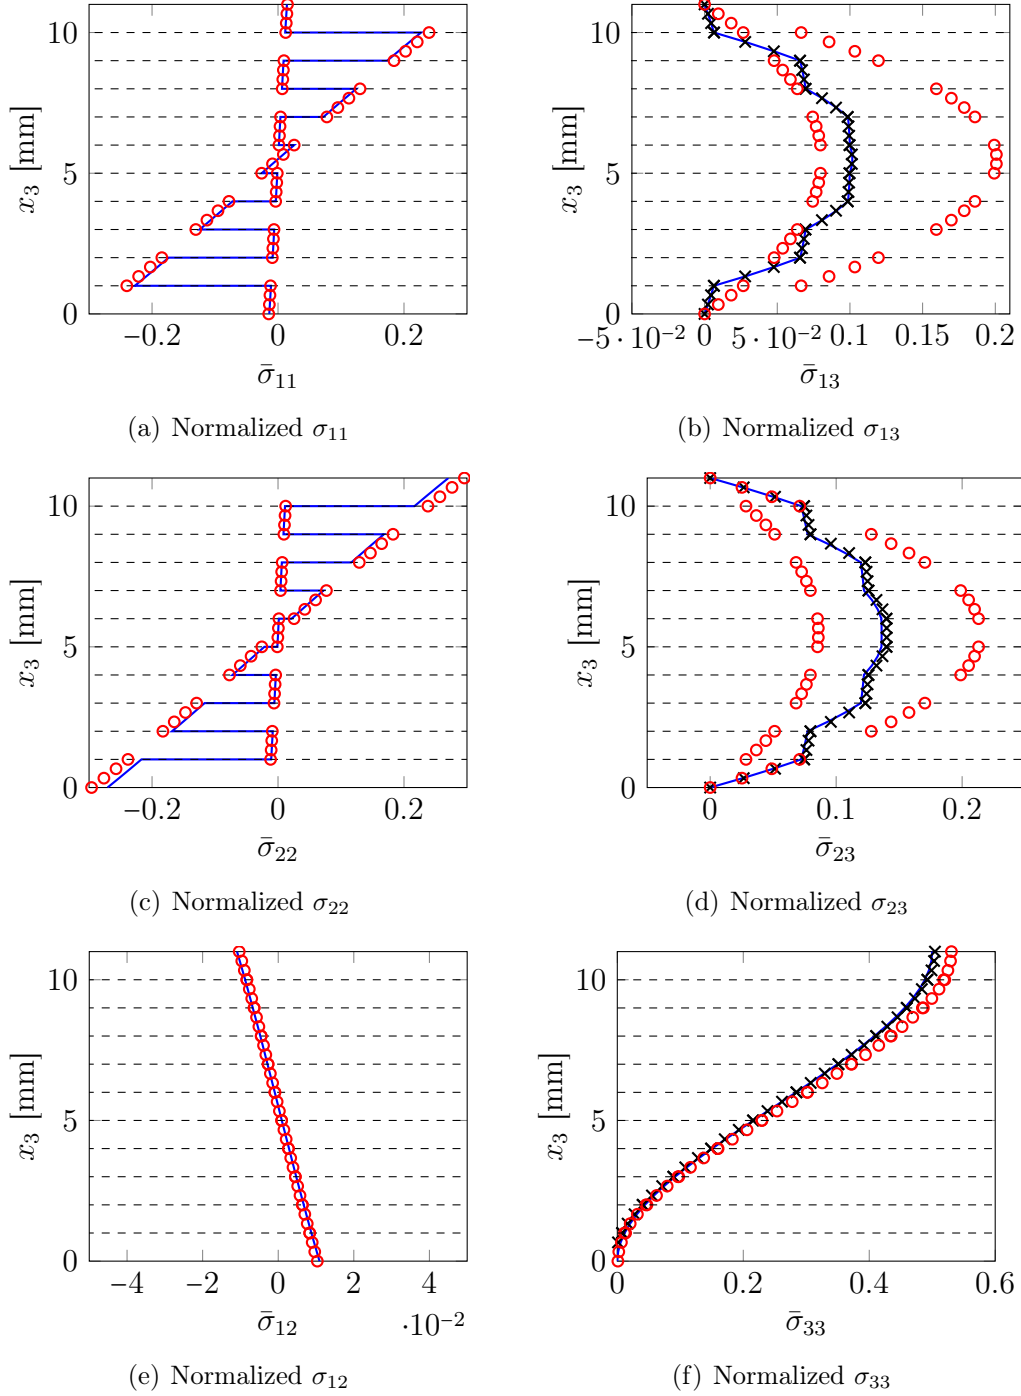 10
5
0
x₃ [mm]
−0.2 0 0.2
σ̄₁₁
(a) Normalized σ₁₁
10
5
0
x₃ [mm]
−5 · 10⁻² 0 5 · 10⁻² 0.1 0.15 0.2
σ̄₁₃
(b) Normalized σ₁₃
10
5
0
x₃ [mm]
−0.2 0 0.2
σ̄₂₂
(c) Normalized σ₂₂
10
5
0
x₃ [mm]
0 0.1 0.2
σ̄₂₃
(d) Normalized σ₂₃
10
5
0
x₃ [mm]
−4 −2 0 2 4
σ̄₁₂ ·10⁻²
(e) Normalized σ₁₂
10
5
0
x₃ [mm]
0 0.2 0.4 0.6
σ̄₃₃
(f) Normalized σ₃₃